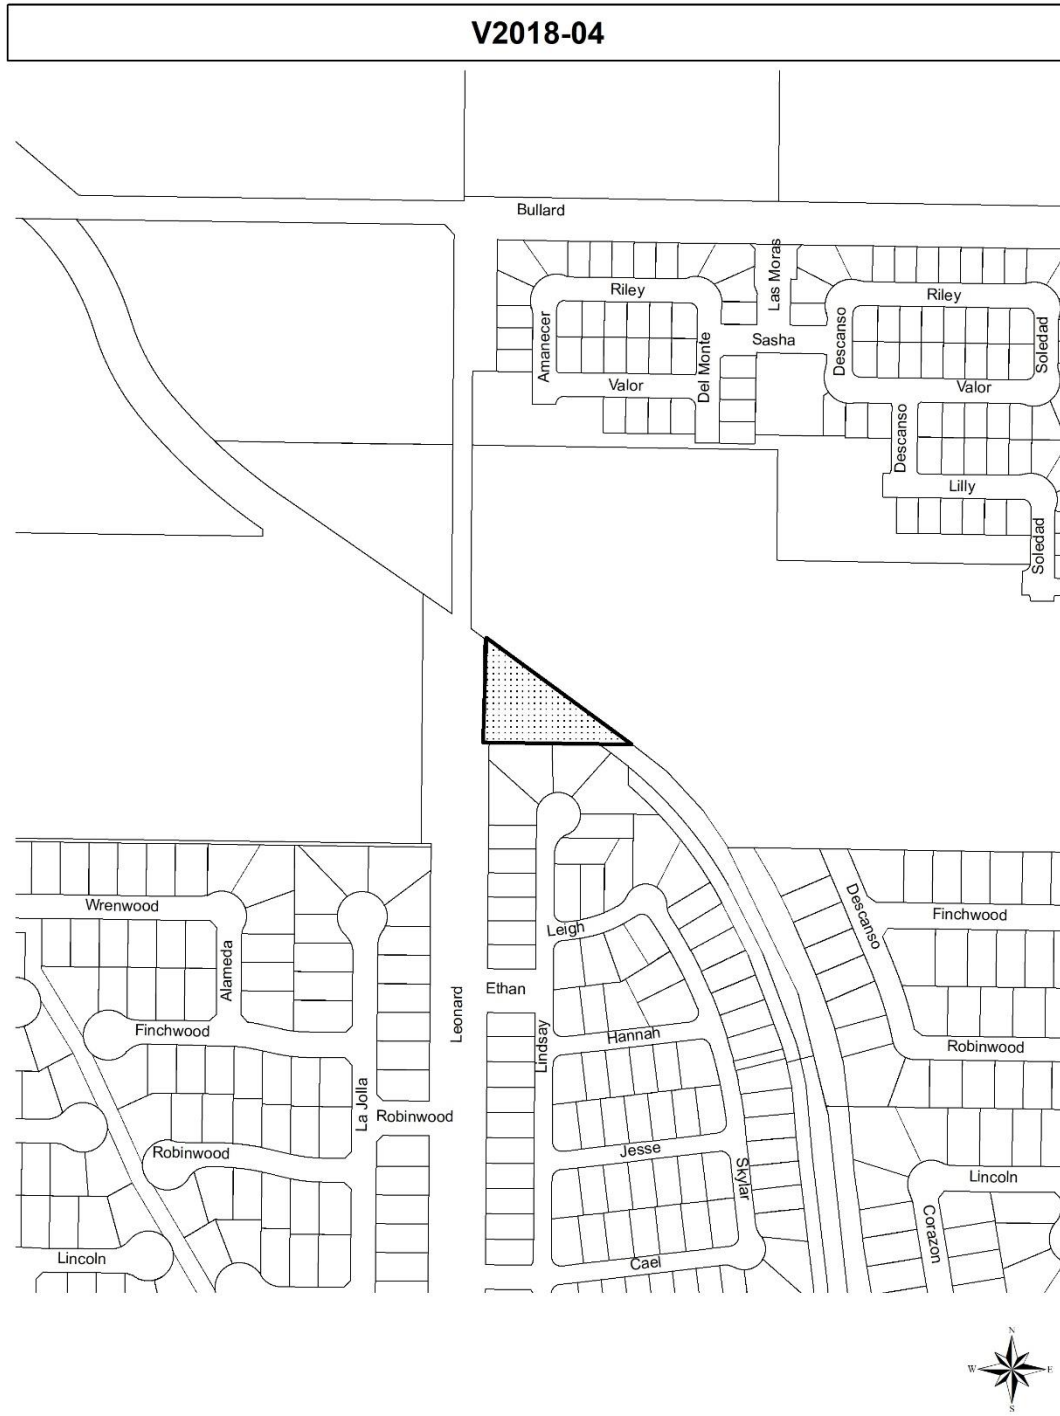 V2018-04
Bullard
Las Moras
Riley
Riley
Amanecer
Del Monte
Sasha
Descanso
Soledad
Valor
Valor
Descanso
Lilly
Soledad
Wrenwood
Alameda
Leigh
Descanso
Finchwood
Ethan
Leonard
Lindsay
Finchwood
Hannah
Robinwood
La Jolla
Robinwood
Robinwood
Jesse
Skylar
Lincoln
Corazon
Lincoln
Cael
N
W
E
S